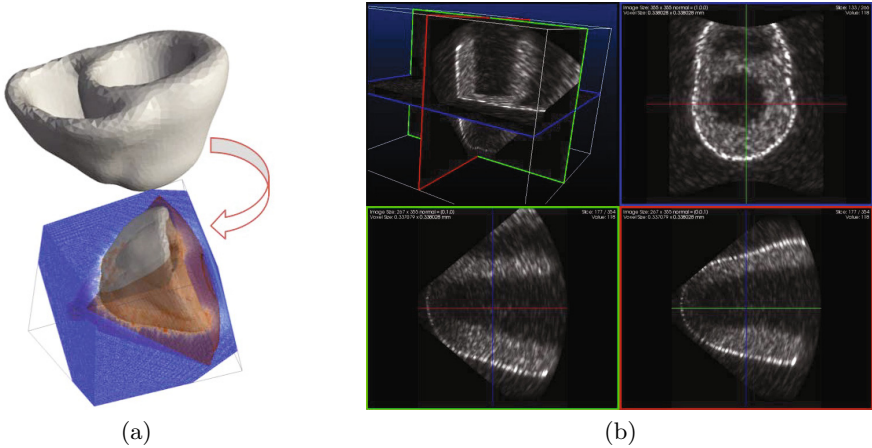 Image Size: 355 x 355 normal = (1,0,0)
Voxel Size: 0.338028 x 0.338028 mm
Slice: 133 / 266
Value: 118
Image Size: 267 x 355 normal = (0,1,0)
Voxel Size: 0.337079 x 0.338028 mm
Slice: 177 / 354
Value: 118
Image Size: 267 x 355 normal = (0,0,1)
Voxel Size: 0.337079 x 0.338028 mm
Slice: 177 / 354
Value: 118
(a)
(b)